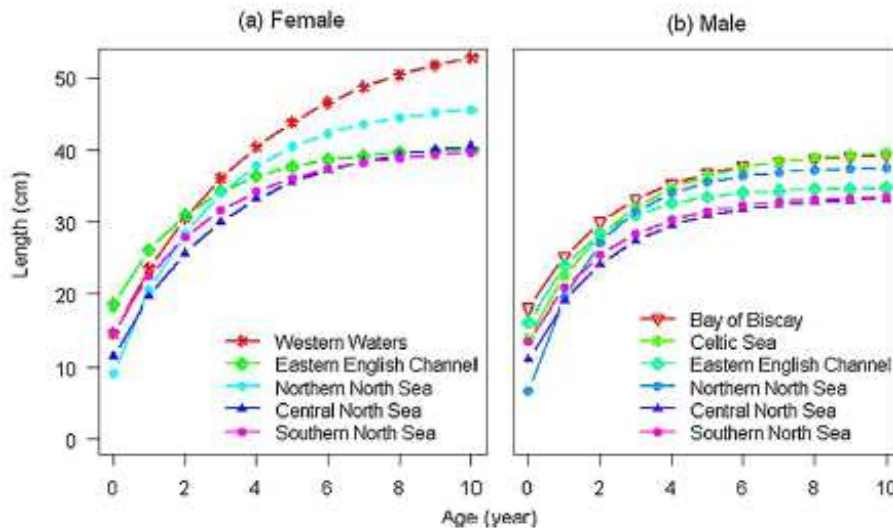 (a) Female
(b) Male
Length (cm)
50
40
30
20
10
0
Western Waters
Eastern English Channel
Northern North Sea
Central North Sea
Southern North Sea
Bay of Biscay
Celtic Sea
Eastern English Channel
Northern North Sea
Central North Sea
Southern North Sea
0 2 4 6 8 10
0 2 4 6 8 10
Age (year)